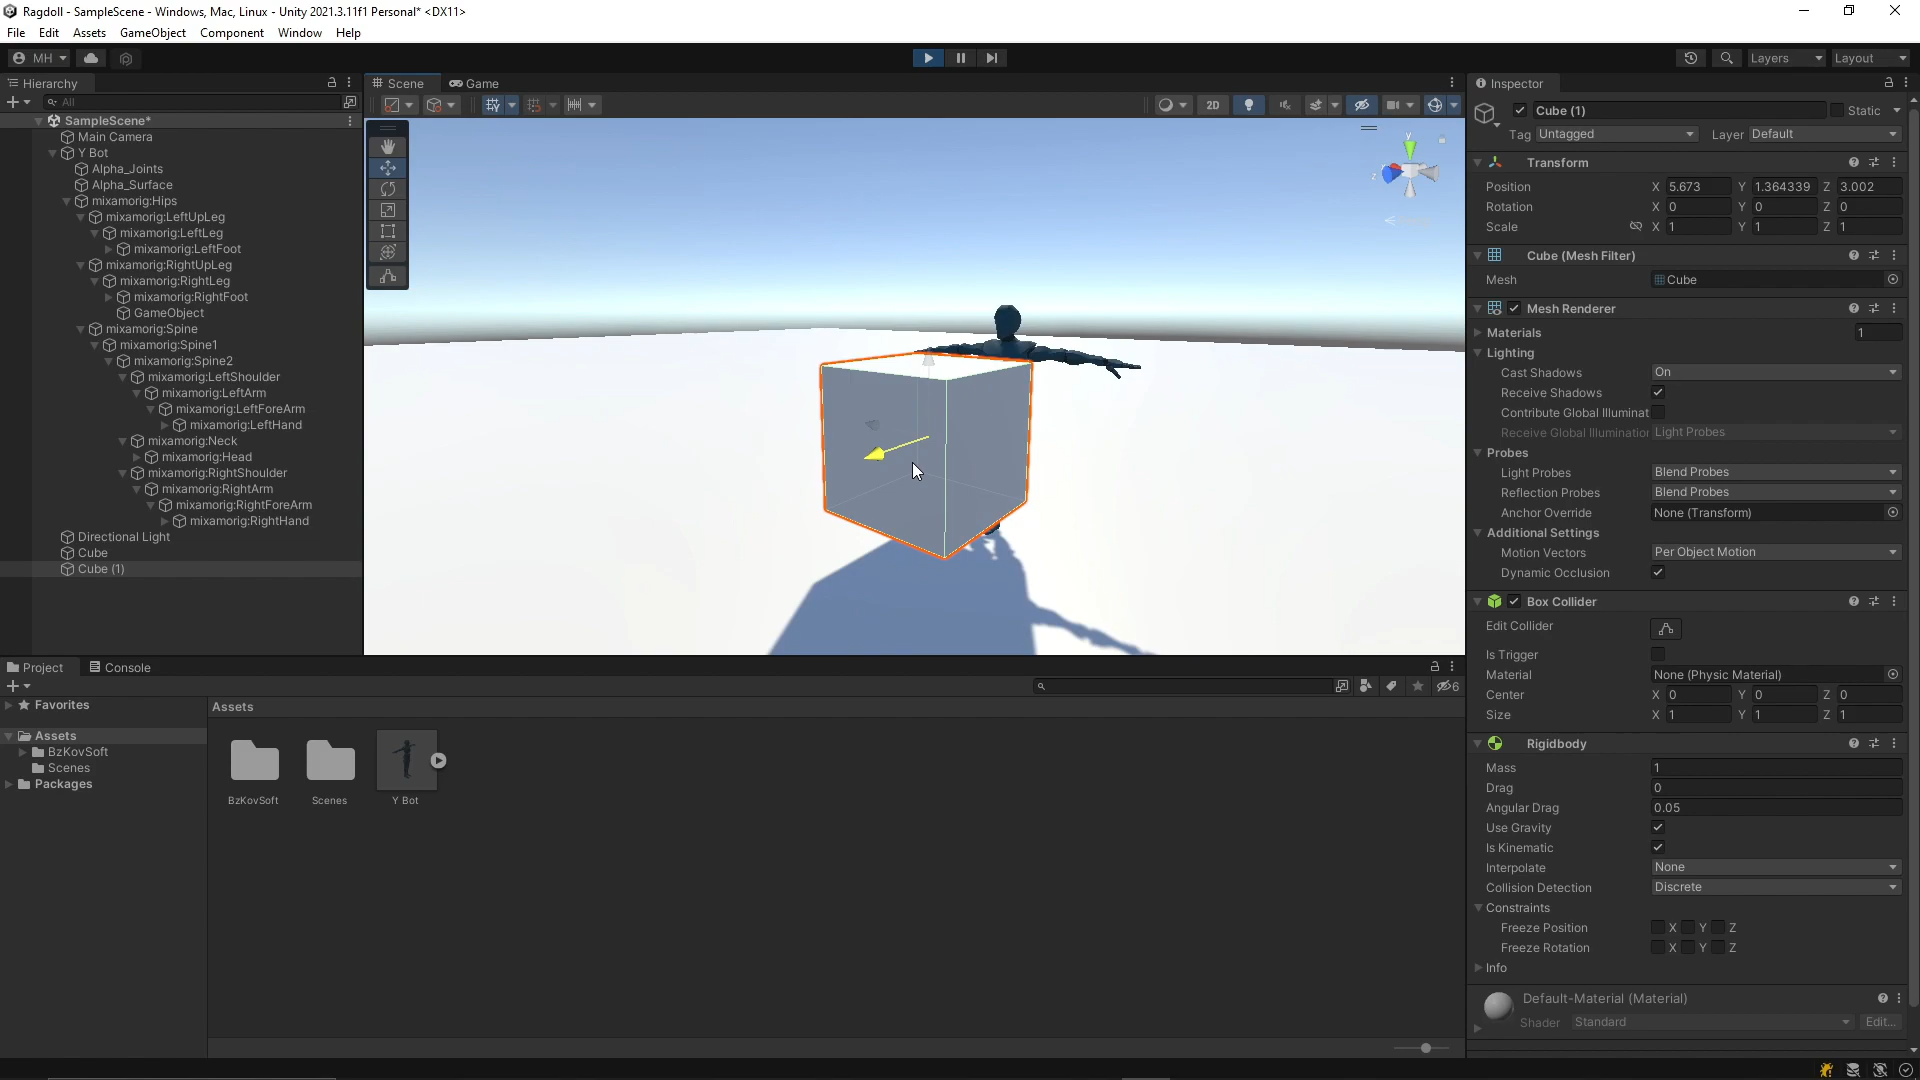 Ragdoll - SampleScene - Windows, Mac, Linux - Unity 2021.3.11f1 Personal* <DX11>
File Edit Assets GameObject Component Window Help
MH
Layers Layout
Hierarchy
All
SampleScene*
Main Camera
Y Bot
Alpha_Joints
Alpha_Surface
mixamorig:Hips
mixamorig:LeftUpLeg
mixamorig:LeftLeg
mixamorig:LeftFoot
mixamorig:RightUpLeg
mixamorig:RightLeg
mixamorig:RightFoot
GameObject
mixamorig:Spine
mixamorig:Spine1
mixamorig:Spine2
mixamorig:LeftShoulder
mixamorig:LeftArm
mixamorig:LeftForeArm
mixamorig:LeftHand
mixamorig:Neck
mixamorig:Head
mixamorig:RightShoulder
mixamorig:RightArm
mixamorig:RightForeArm
mixamorig:RightHand
Directional Light
Cube
Cube (1)
Scene Game
2D
y
z
Project Console
6
Favorites
Assets
BzKovSoft
Scenes
Packages
Assets
BzKovSoft Scenes Y Bot
Inspector
Cube (1) Static
Tag Untagged Layer Default
Transform
Position X 5.673 Y 1.364339 Z 3.002
Rotation X 0 Y 0 Z 0
Scale X 1 Y 1 Z 1
Cube (Mesh Filter)
Mesh Cube
Mesh Renderer
Materials 1
Lighting
Cast Shadows On
Receive Shadows
Contribute Global Illuminat
Receive Global Illumination Light Probes
Probes
Light Probes Blend Probes
Reflection Probes Blend Probes
Anchor Override None (Transform)
Additional Settings
Motion Vectors Per Object Motion
Dynamic Occlusion
Box Collider
Edit Collider
Is Trigger
Material None (Physic Material)
Center X 0 Y 0 Z 0
Size X 1 Y 1 Z 1
Rigidbody
Mass 1
Drag 0
Angular Drag 0.05
Use Gravity
Is Kinematic
Interpolate None
Collision Detection Discrete
Constraints
Freeze Position X Y Z
Freeze Rotation X Y Z
Info
Default-Material (Material)
Shader Standard Edit...